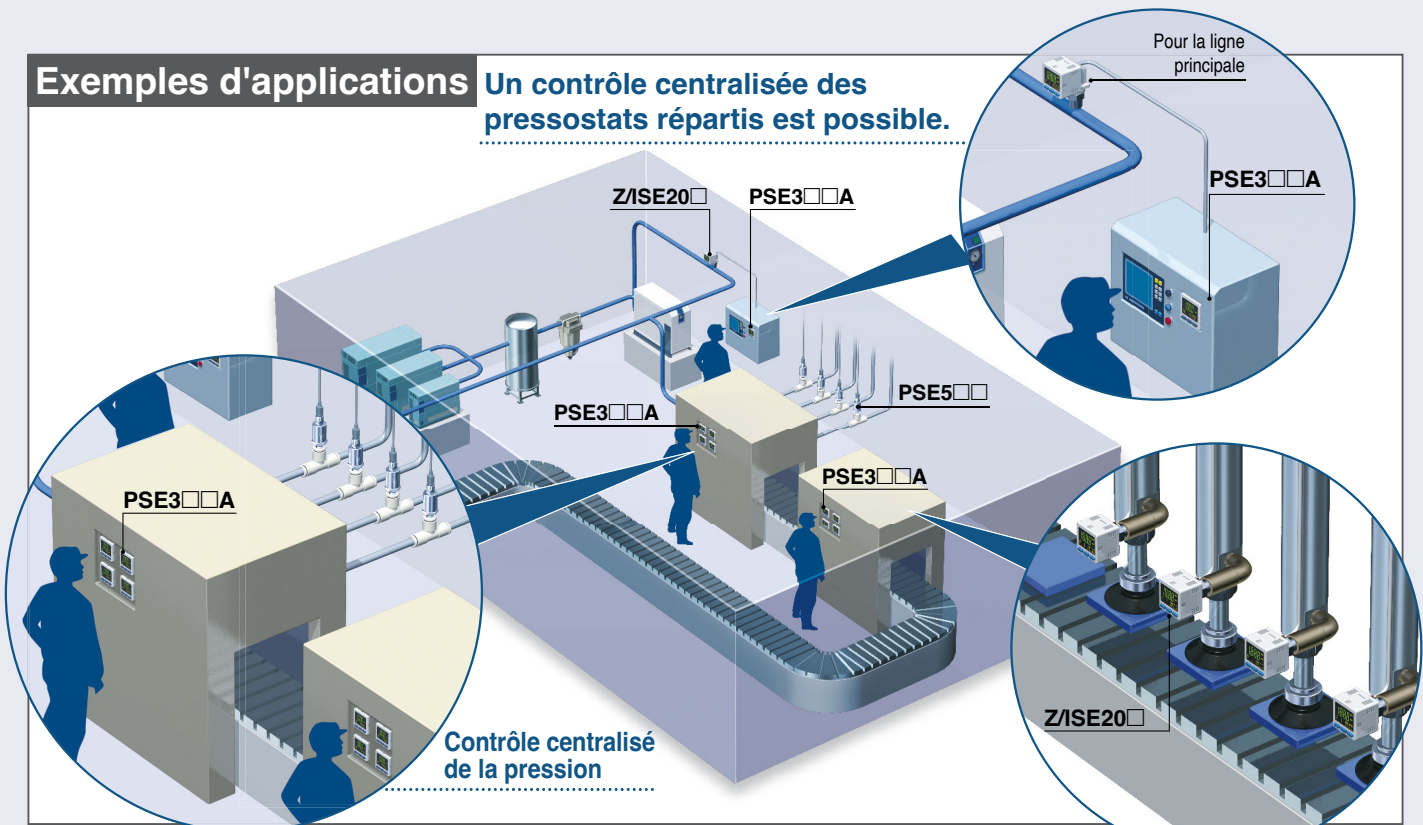 Exemples d'applications
Un contrôle centralisée des
pressostats répartis est possible.
Pour la ligne
principale
PSE3□□A
Z/ISE20□
PSE3□□A
PSE5□□
PSE3□□A
PSE3□□A
PSE3□□A
Z/ISE20□
Contrôle centralisé
de la pression